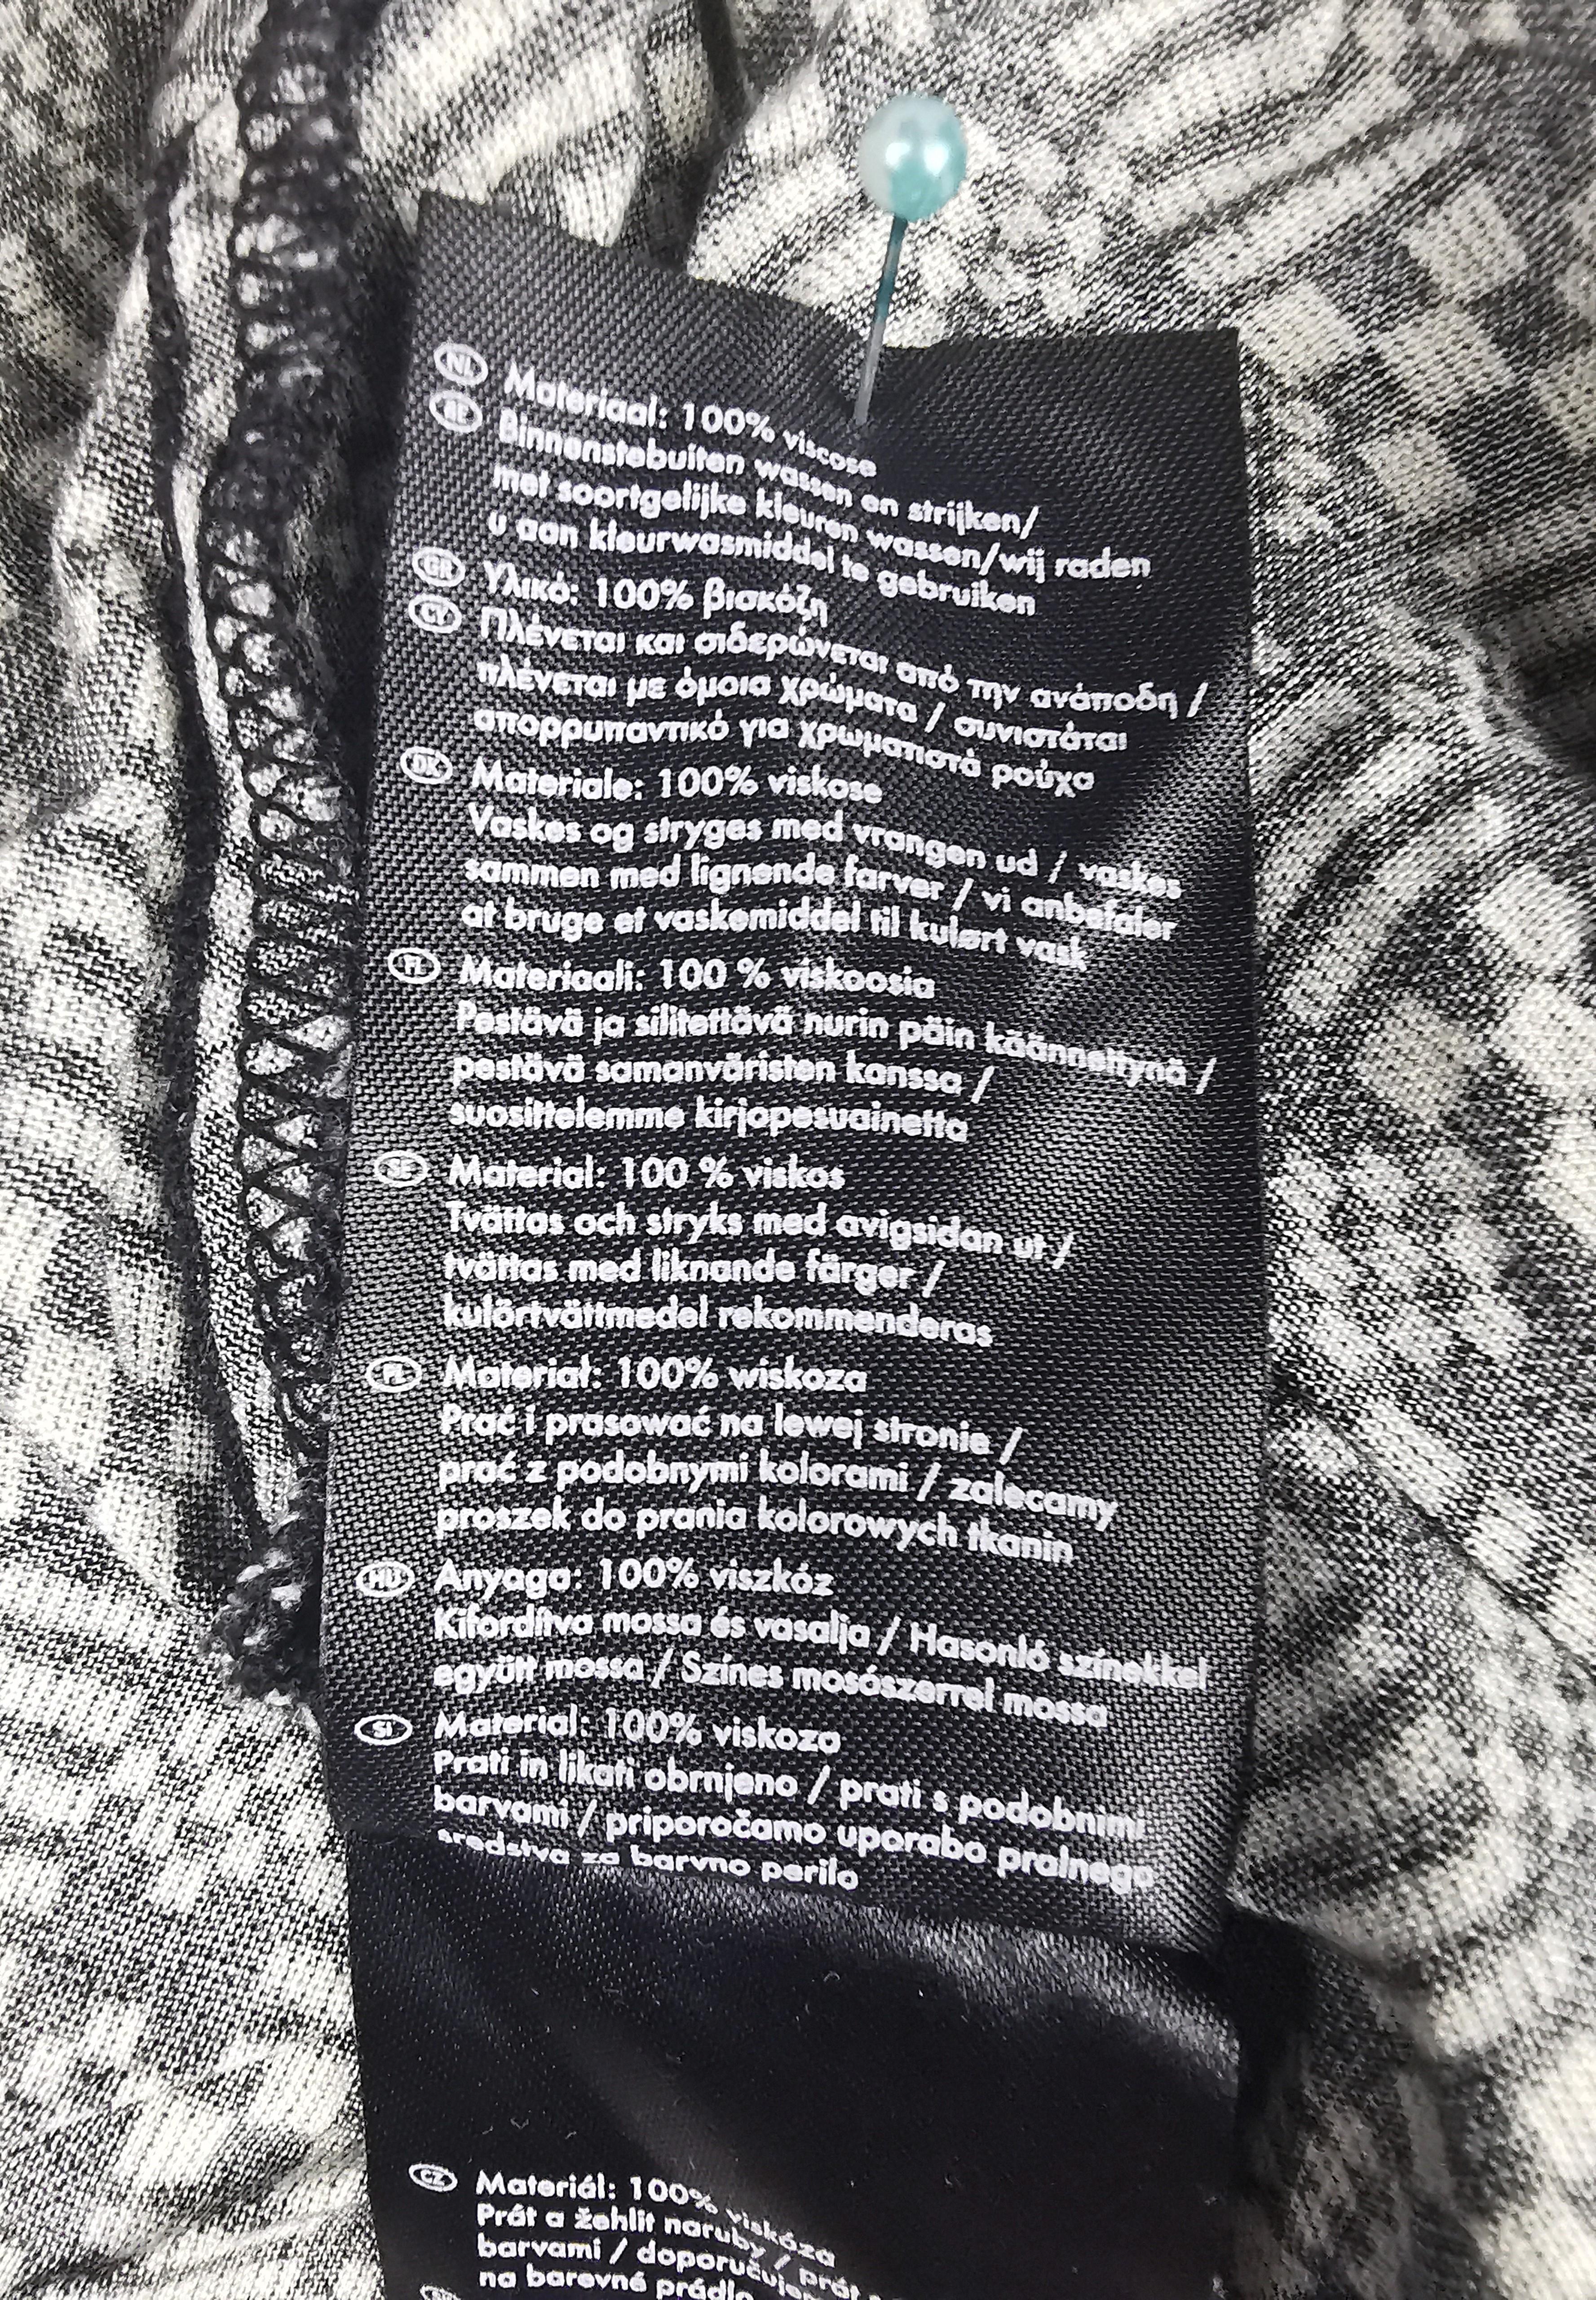 NL Materiaal: 100% viscose
BE Binnenstebuiten wassen en strijken/
met soortgelijke kleuren wassen/wij raden
u aan kleurwasmiddel te gebruiken
GR Υλικό: 100% βισκόζη
CY Πλένεται και σιδερώνεται από την ανάποδη /
πλένεται με όμοια χρώματα / συνιστάται
απορρυπαντικό για χρωματιστά ρούχα
DK Materiale: 100% viskose
Vaskes og stryges med vrangen ud / vaskes
sammen med lignende farver / vi anbefaler
at bruge et vaskemiddel til kulørt vask
FI Materiaali: 100 % viskoosia
Pestävä ja silitettävä nurin päin käännettynä /
pestävä samanväristen kanssa /
suosittelemme kirjopesuainetta
SE Material: 100 % viskos
Tvättas och stryks med avigsidan ut /
tvättas med liknande färger /
kulörtvättmedel rekommenderas
PL Materiał: 100% wiskoza
Prać i prasować na lewej stronie /
prać z podobnymi kolorami / zalecamy
proszek do prania kolorowych tkanin
HU Anyaga: 100% viszkóz
Kifordítva mossa és vasalja / Hasonló színekkel
együtt mossa / Színes mosószerrel mossa
SI Material: 100% viskoza
Prati in likati obrnjeno / prati s podobnimi
barvami / priporočamo uporabo pralnega
sredstva za barvno perilo
CZ Materiál: 100% viskóza
Prát a žehlit naruby / prát
barvami / doporučuje
na barevné prádlo